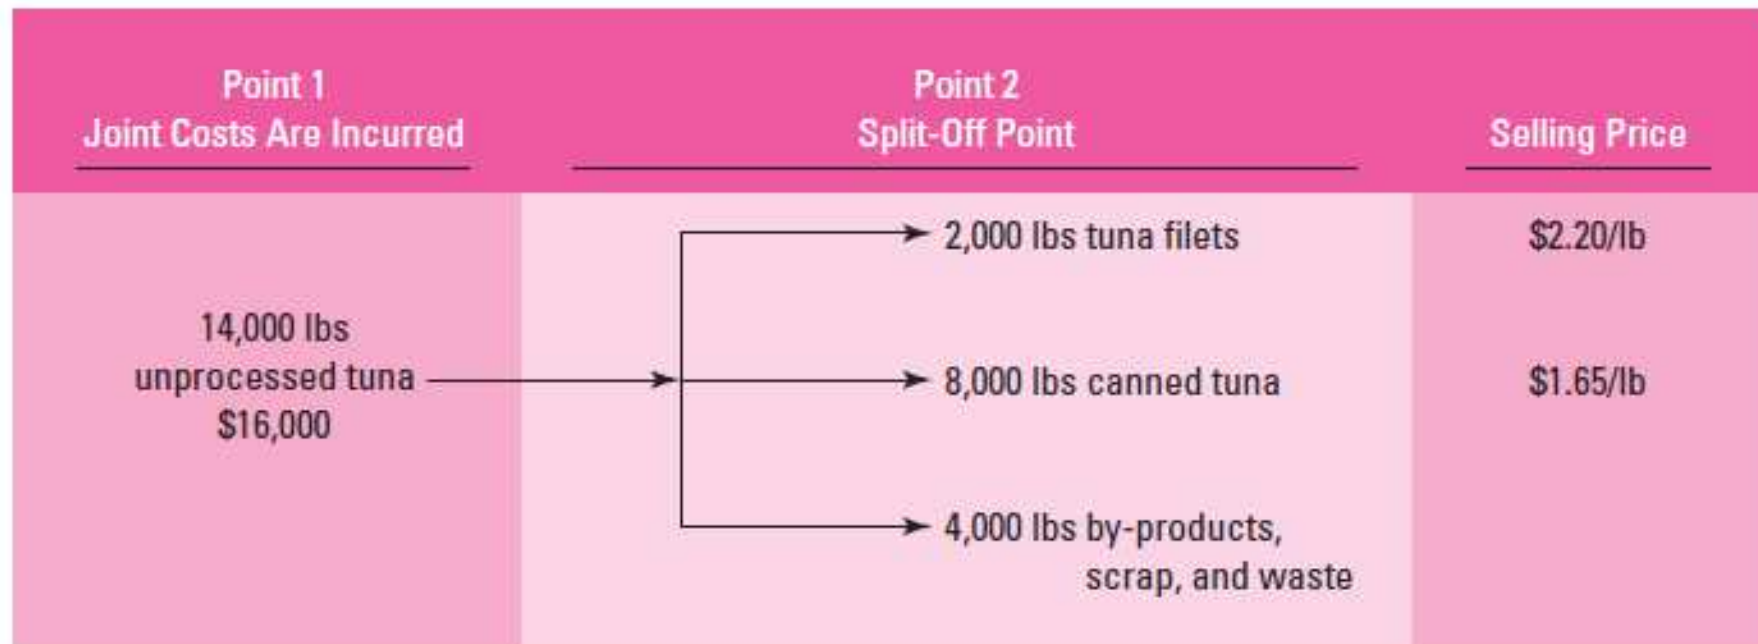 Point 1
Joint Costs Are Incurred
Point 2
Split-Off Point
Selling Price
2,000 lbs tuna filets
$2.20/lb
14,000 lbs
unprocessed tuna
$16,000
8,000 lbs canned tuna
$1.65/lb
4,000 lbs by-products,
scrap, and waste